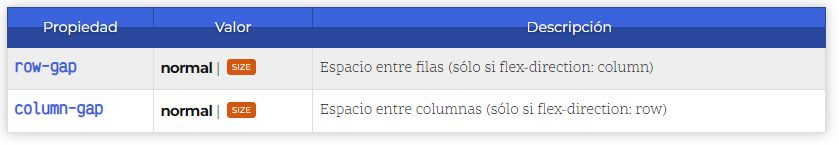 Propiedad Valor Descripción
row-gap normal | SIZE Espacio entre filas (sólo si flex-direction: column)
column-gap normal | SIZE Espacio entre columnas (sólo si flex-direction: row)